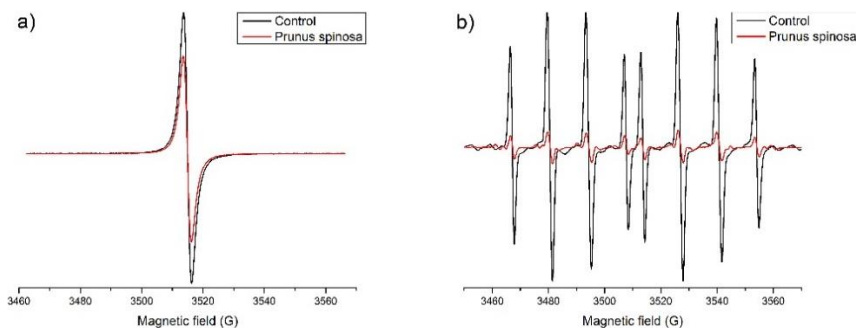 a)
Control
Prunus spinosa
3460 3480 3500 3520 3540 3560
Magnetic field (G)
b)
Control
Prunus spinosa
3460 3480 3500 3520 3540 3560
Magnetic field (G)